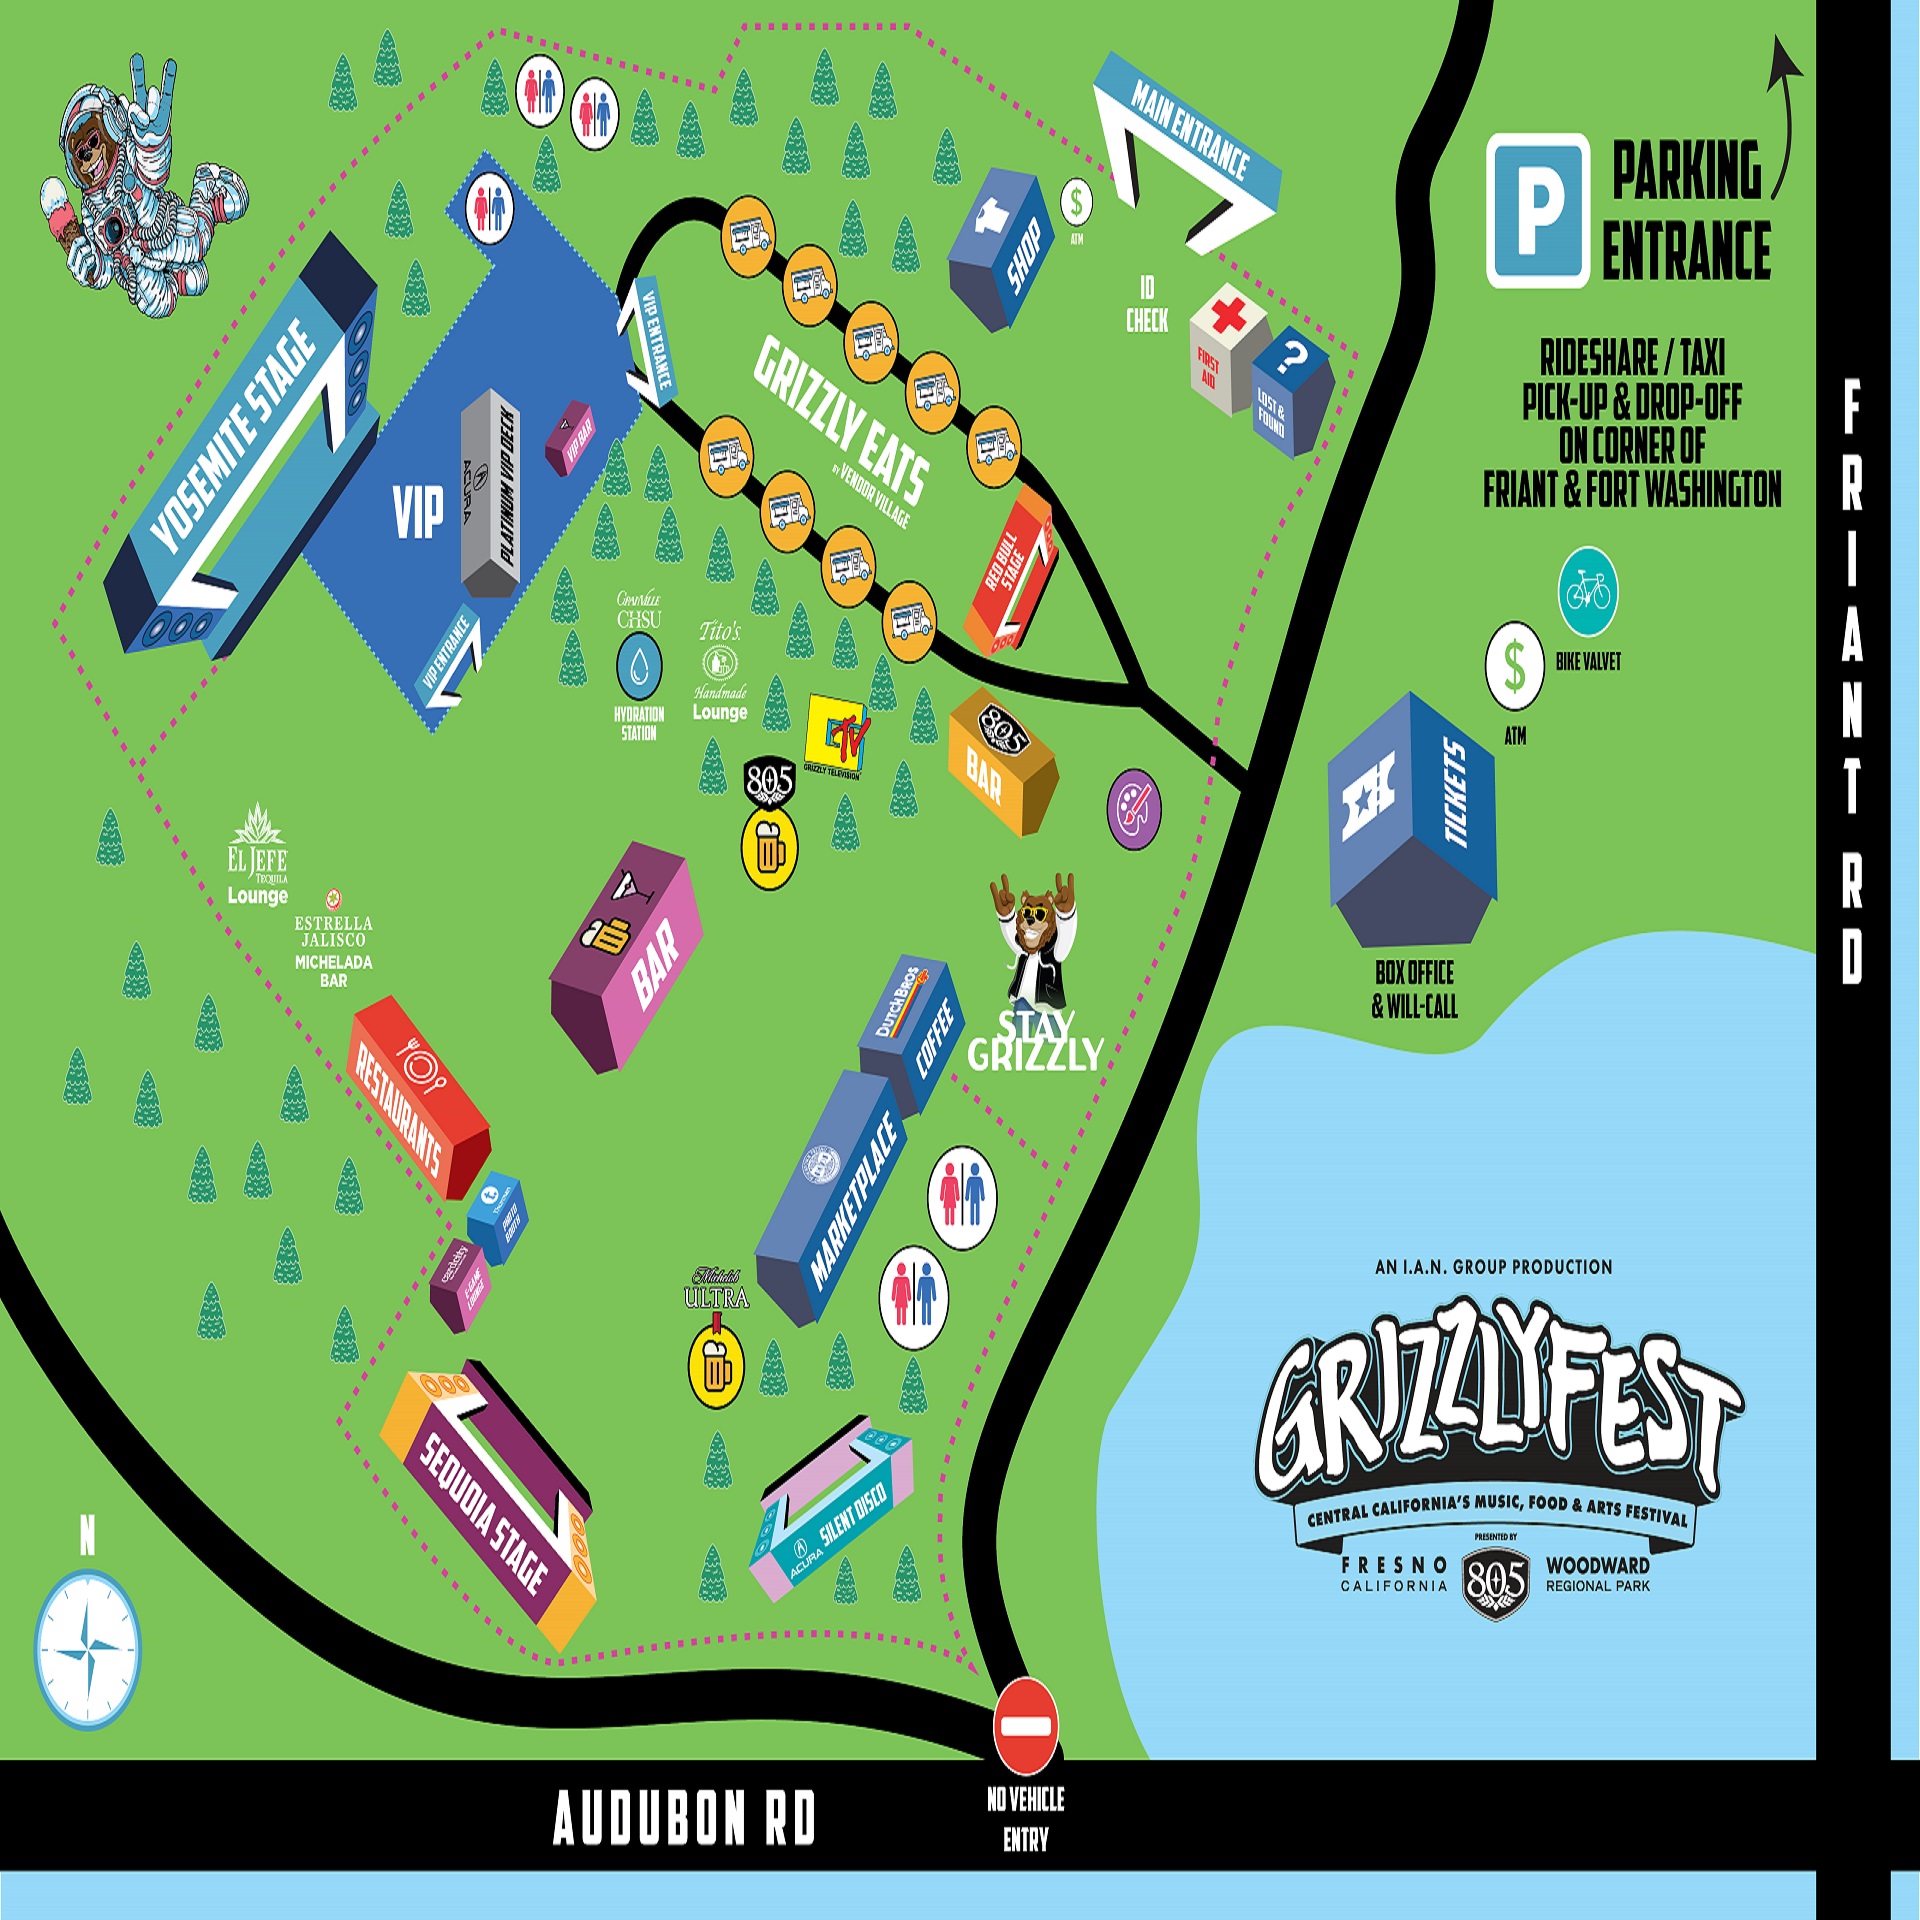 MAIN ENTRANCE
PARKING
ENTRANCE
P
SHOP
$
ATM
ID
CHECK
FIRST
AID
?
LOST &
FOUND
RIDESHARE / TAXI
PICK-UP & DROP-OFF
ON CORNER OF
FRIANT & FORT WASHINGTON
FRIANT RD
YOSEMITE STAGE
VIP ENTRANCE
VIP
ACURA
PLATINUM VIP DECK
VIP BAR
VIP ENTRANCE
GRIZZLY EATS
BY VENDOR VILLAGE
RED BULL
STAGE
BIKE VALVET
$
ATM
TICKETS
BOX OFFICE
& WILL-CALL
GRANVILLE
CHSU
HYDRATION
STATION
Tito's
Handmade
Lounge
GTV
GRIZZLY TELEVISION
805
805
BAR
EL JEFE
TEQUILA
Lounge
ESTRELLA
JALISCO
MICHELADA
BAR
BAR
DUTCH BROS
COFFEE
STAY
GRIZZLY
RESTAURANTS
MARKETPLACE
t
PHOTO
BOOTH
E-GAME
LOUNGE
Michelob
ULTRA
SEQUOIA STAGE
ACURA
SILENT DISCO
N
AN I.A.N. GROUP PRODUCTION
GRIZZLYFEST
CENTRAL CALIFORNIA'S MUSIC, FOOD & ARTS FESTIVAL
PRESENTED BY
FRESNO
CALIFORNIA
805
WOODWARD
REGIONAL PARK
AUDUBON RD
NO VEHICLE
ENTRY